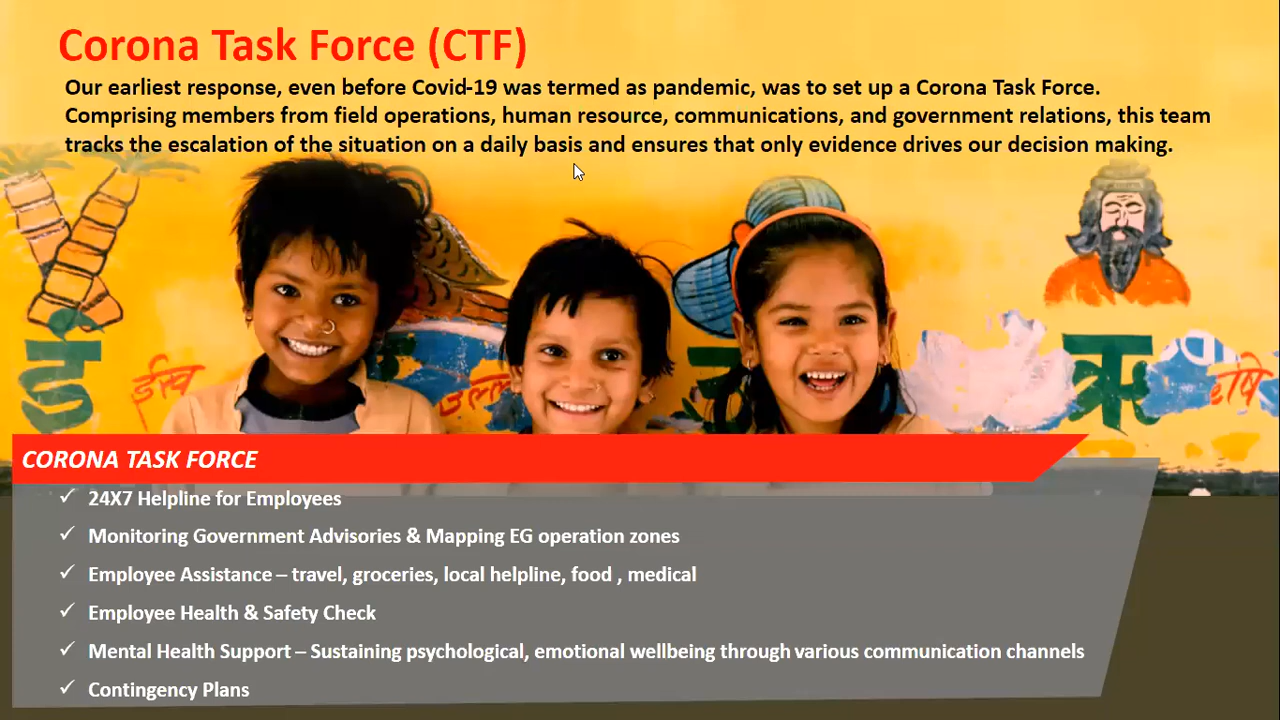 Corona Task Force (CTF)
Our earliest response, even before Covid-19 was termed as pandemic, was to set up a Corona Task Force.
Comprising members from field operations, human resource, communications, and government relations, this team
tracks the escalation of the situation on a daily basis and ensures that only evidence drives our decision making.
ई
ईख
ऋ
ऋषि
CORONA TASK FORCE
24X7 Helpline for Employees
Monitoring Government Advisories & Mapping EG operation zones
Employee Assistance – travel, groceries, local helpline, food , medical
Employee Health & Safety Check
Mental Health Support – Sustaining psychological, emotional wellbeing through various communication channels
Contingency Plans